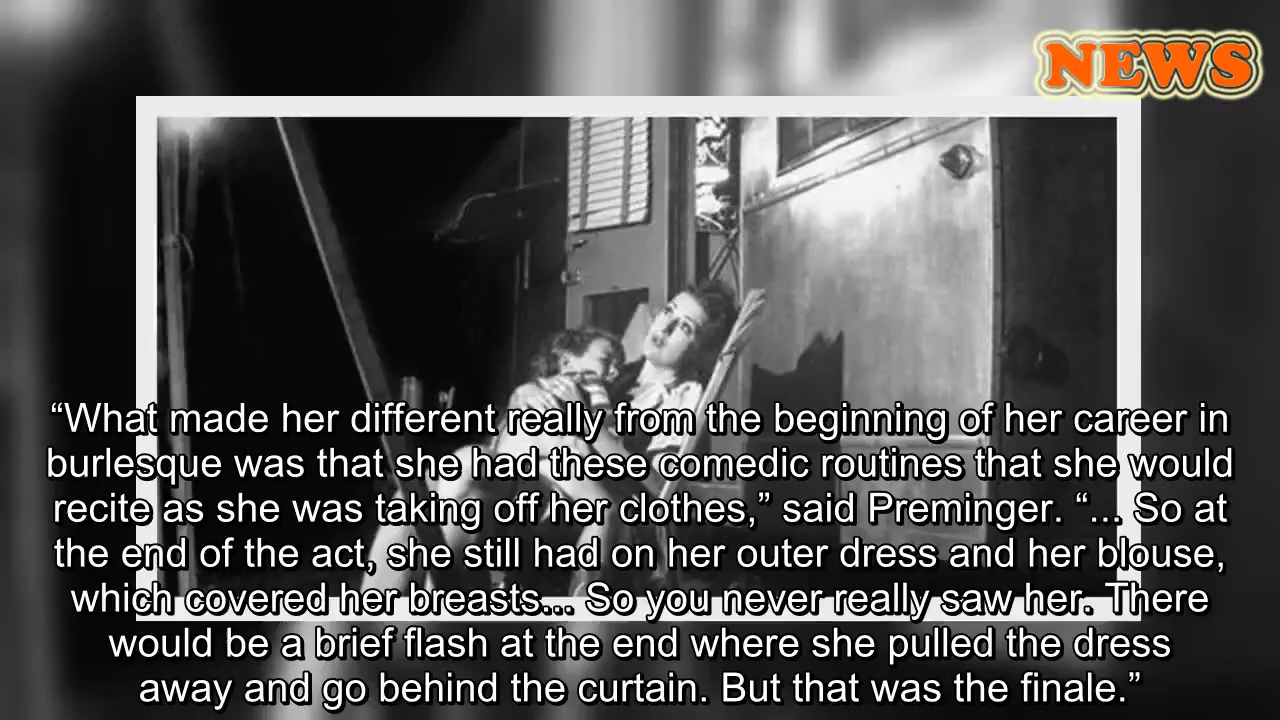 NEWS
“What made her different really from the beginning of her career in
burlesque was that she had these comedic routines that she would
recite as she was taking off her clothes,” said Preminger. “... So at
the end of the act, she still had on her outer dress and her blouse,
which covered her breasts... So you never really saw her. There
would be a brief flash at the end where she pulled the dress
away and go behind the curtain. But that was the finale.”